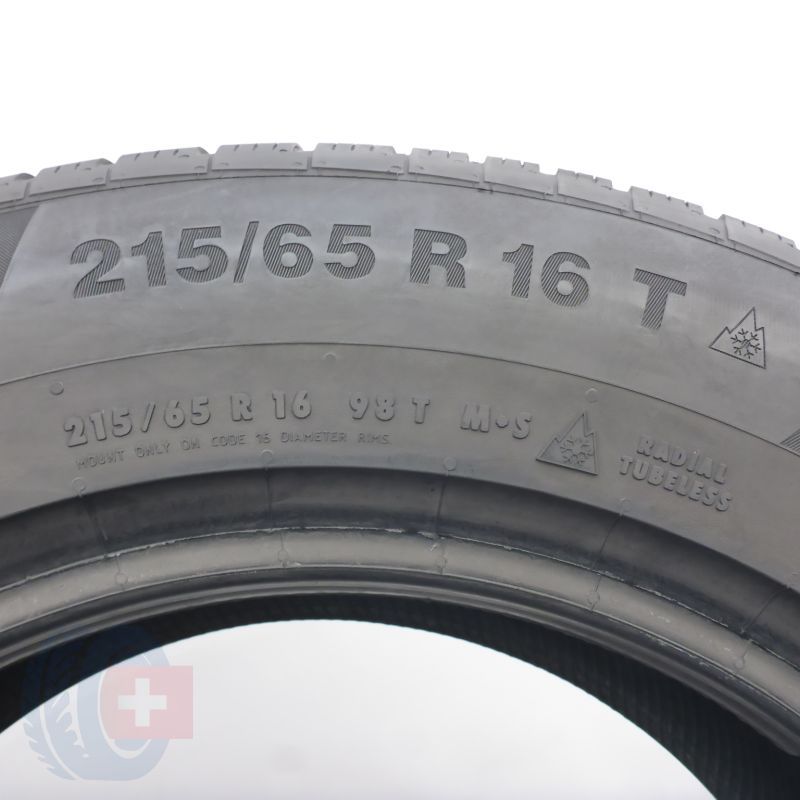 215/65 R 16 T
215/65 R 16 98 T M+S
MOUNT ONLY ON CODE 16 DIAMETER RIMS.
RADIAL
TUBELESS